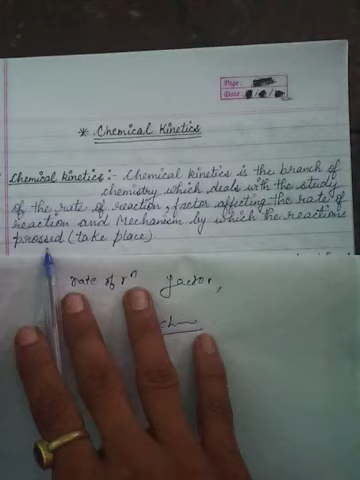 Page:
Date:
* Chemical Kinetics
Chemical kinetics :- Chemical kinetics is the branch of
chemistry which deals with the study
of the rate of reaction, factor affecting the rate of
reaction and Mechanism by which the reactions
prossed (take place)
rate of rⁿ factor,